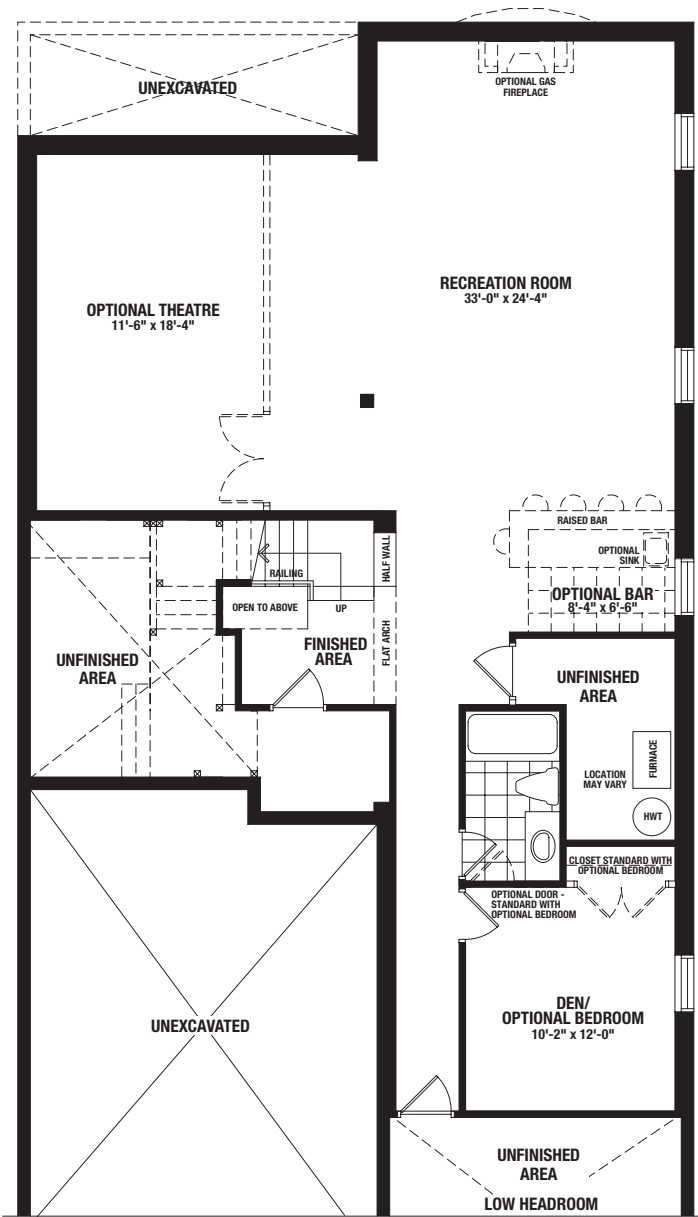 UNEXCAVATED
OPTIONAL GAS
FIREPLACE
RECREATION ROOM
33'-0" x 24'-4"
OPTIONAL THEATRE
11'-6" x 18'-4"
RAISED BAR
OPTIONAL
SINK
OPTIONAL BAR
8'-4" x 6'-6"
HALF WALL
RAILING
OPEN TO ABOVE
UP
FINISHED
AREA
FLAT ARCH
UNFINISHED
AREA
UNFINISHED
AREA
LOCATION
MAY VARY
FURNACE
HWT
CLOSET STANDARD WITH
OPTIONAL BEDROOM
OPTIONAL DOOR -
STANDARD WITH
OPTIONAL BEDROOM
DEN/
OPTIONAL BEDROOM
10'-2" x 12'-0"
UNEXCAVATED
UNFINISHED
AREA
LOW HEADROOM